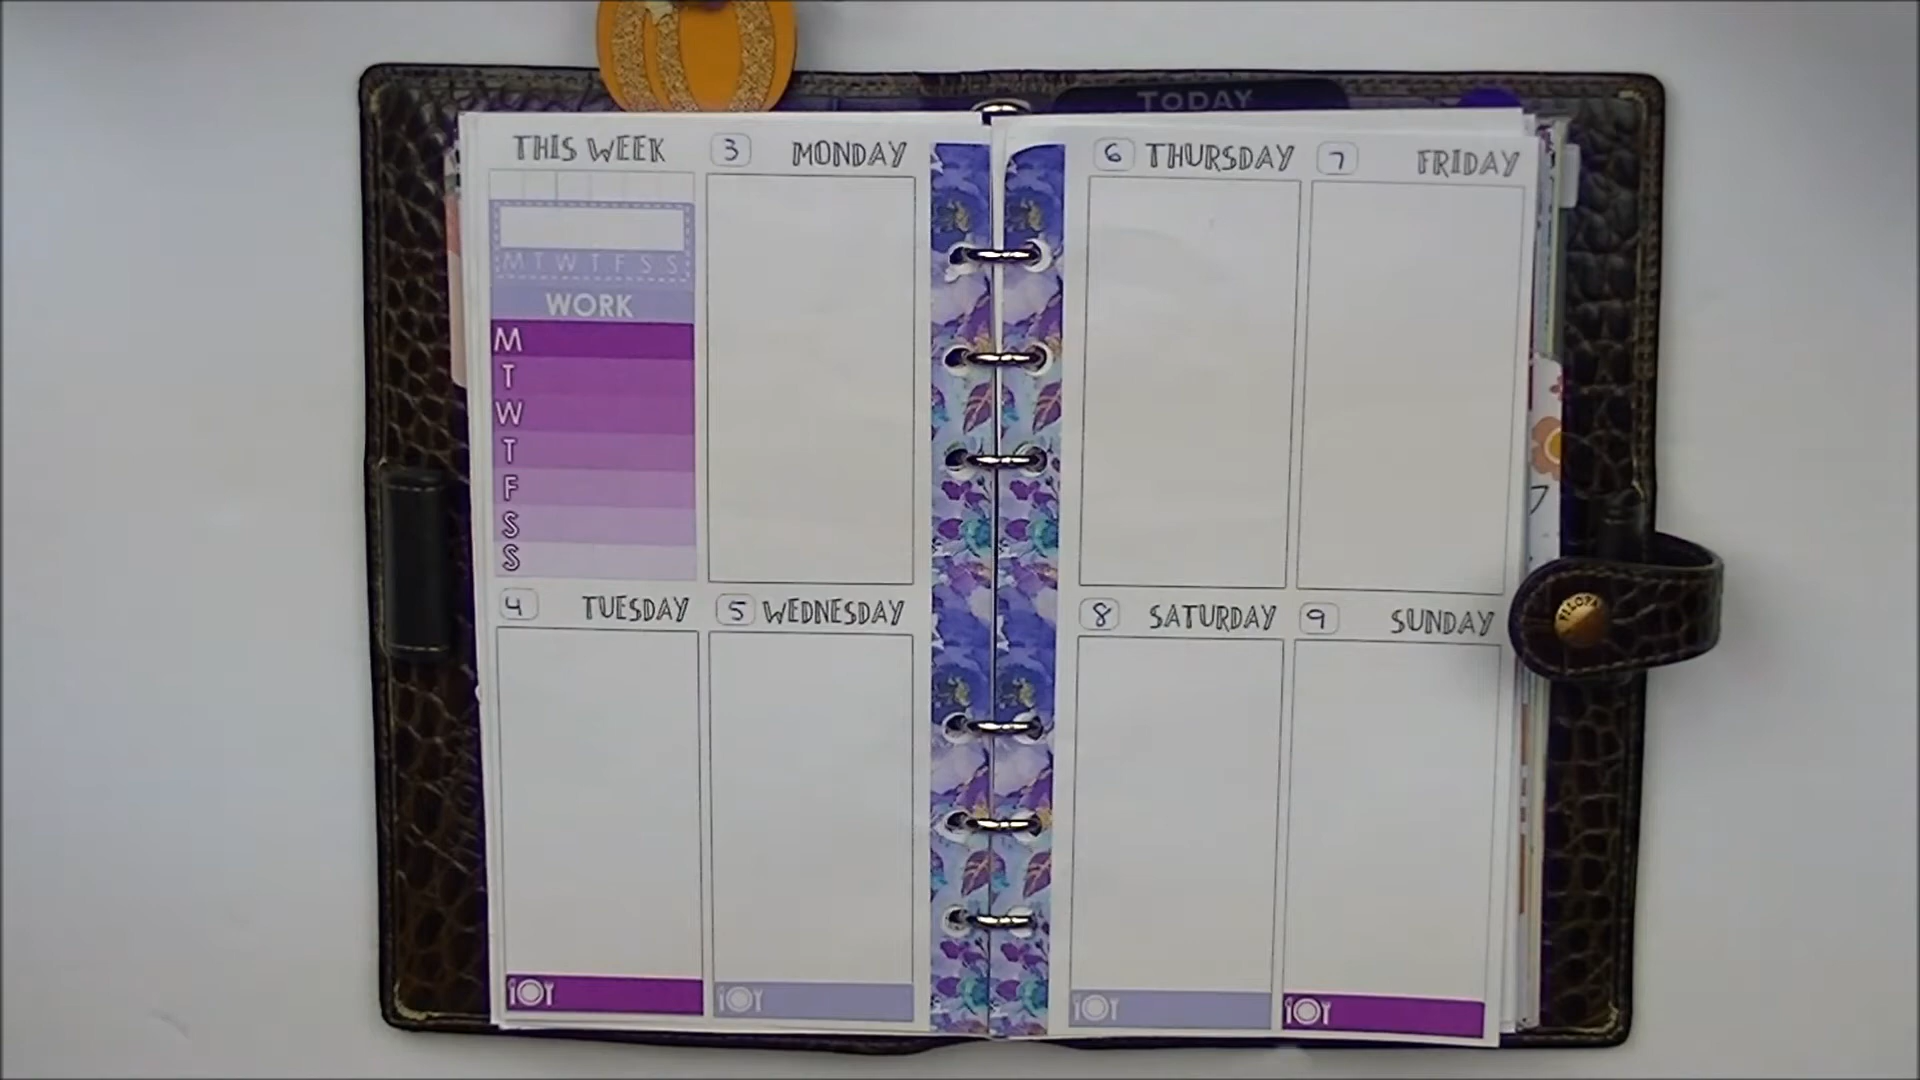 TODAY
THIS WEEK
3 MONDAY
M T W T F S S
WORK
M
T
W
T
F
S
S
4 TUESDAY
5 WEDNESDAY
6 THURSDAY
7 FRIDAY
8 SATURDAY
9 SUNDAY